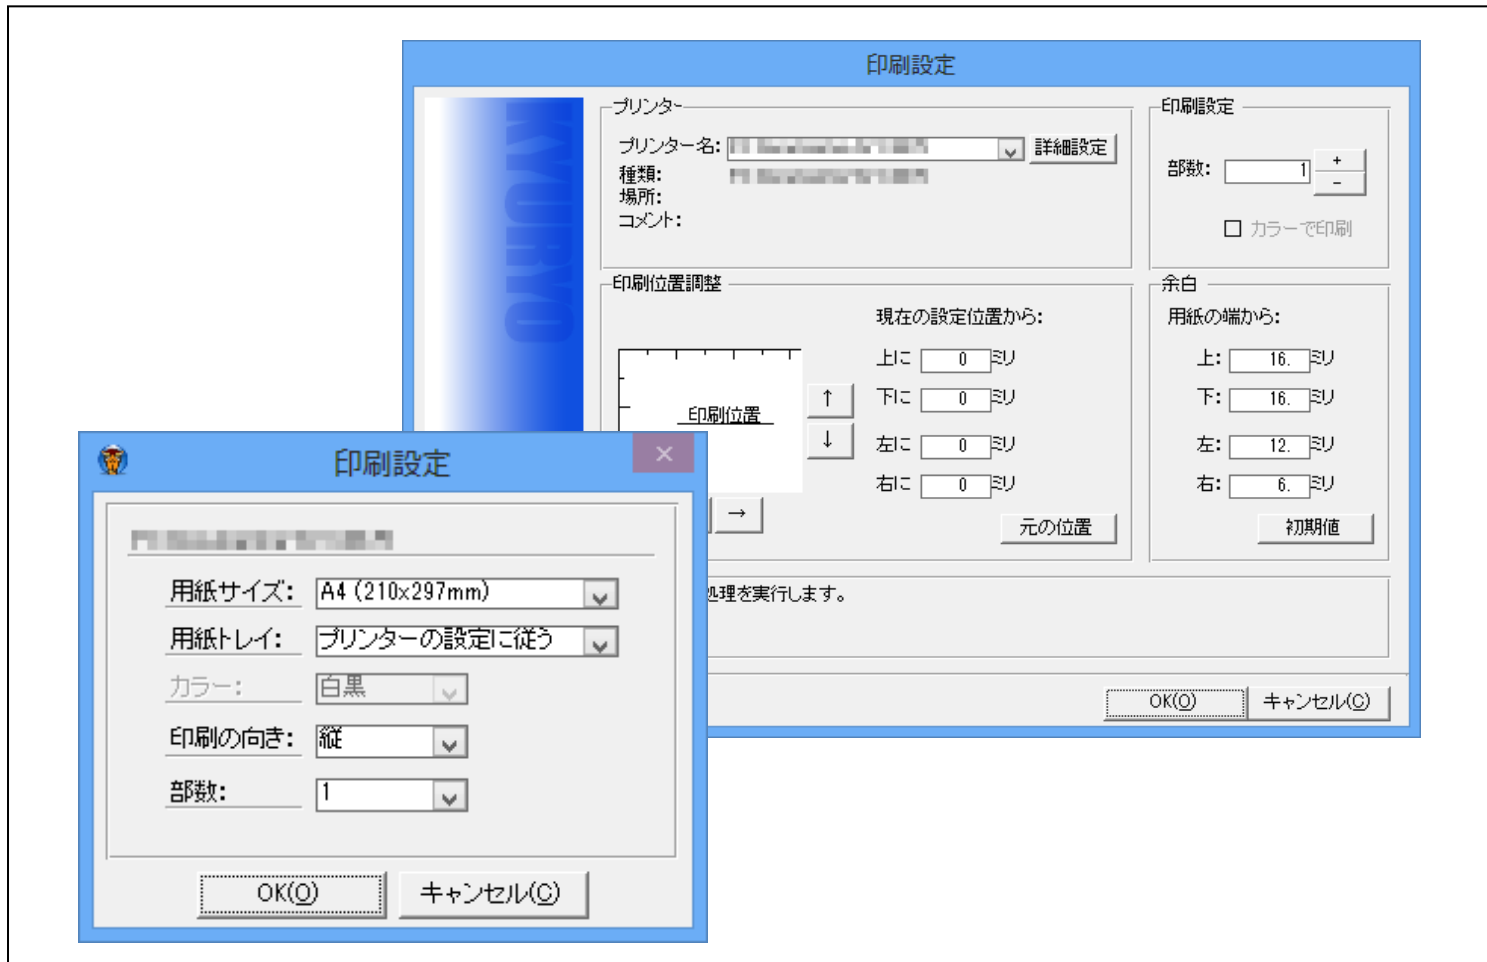 印刷設定
KYURYO
プリンター
プリンター名:
詳細設定
種類:
場所:
コメント:
印刷設定
部数: 1 + -
カラーで印刷
印刷位置調整
現在の設定位置から:
印刷位置
↑
↓
→
上に 0 ミリ
下に 0 ミリ
左に 0 ミリ
右に 0 ミリ
元の位置
余白
用紙の端から:
上: 16. ミリ
下: 16. ミリ
左: 12. ミリ
右: 6. ミリ
初期値
処理を実行します。
OK(O) キャンセル(C)
印刷設定 ×
用紙サイズ: A4 (210x297mm)
用紙トレイ: プリンターの設定に従う
カラー: 白黒
印刷の向き: 縦
部数: 1
OK(O) キャンセル(C)